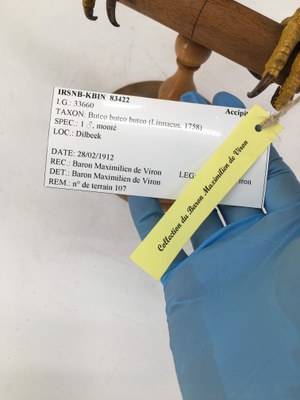 IRSNB-KBIN 83422
I.G.: 33660
TAXON: Buteo buteo buteo (Linnaeus, 1758)
SPEC.: 1 monté
LOC.: Dilbeek
DATE: 28/02/1912
REC.: Baron Maximilien de Viron
DET.: Baron Maximilien de Viron
REM.: n° de terrain 107
Collection du Baron Maximilien de Viron